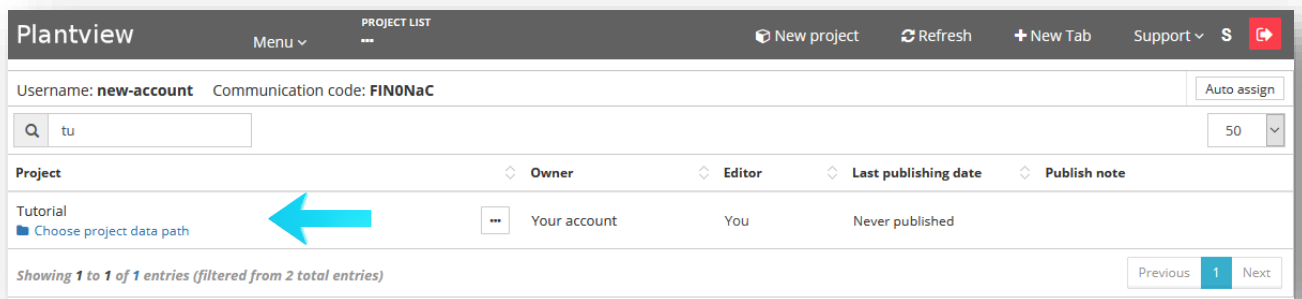 Plantview
Menu
PROJECT LIST
...
New project
Refresh
New Tab
Support
S
Username: new-account Communication code: FIN0NaC
Auto assign
tu
50
Project Owner Editor Last publishing date Publish note
Tutorial
Choose project data path
... Your account You Never published
Showing 1 to 1 of 1 entries (filtered from 2 total entries)
Previous 1 Next